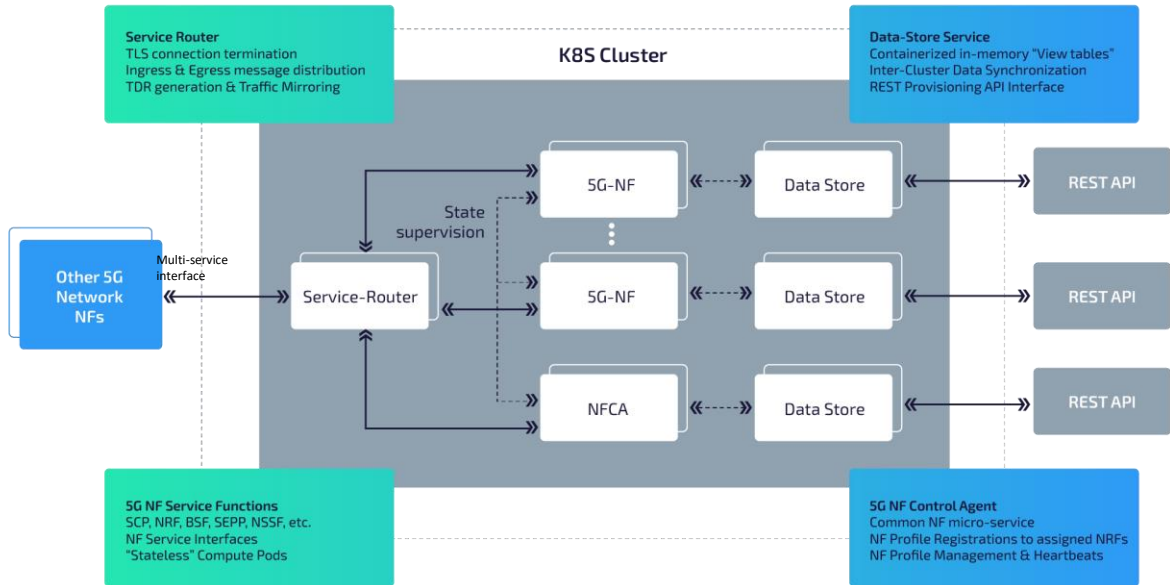 Service Router
TLS connection termination
Ingress & Egress message distribution
TDR generation & Traffic Mirroring
K8S Cluster
Data-Store Service
Containerized in-memory “View tables”
Inter-Cluster Data Synchronization
REST Provisioning API Interface
5G-NF
Data Store
REST API
State
supervision
Other 5G
Network
NFs
Multi-service
interface
Service-Router
5G-NF
Data Store
REST API
NFCA
Data Store
REST API
5G NF Service Functions
SCP, NRF, BSF, SEPP, NSSF, etc.
NF Service Interfaces
“Stateless” Compute Pods
5G NF Control Agent
Common NF micro-service
NF Profile Registrations to assigned NRFs
NF Profile Management & Heartbeats